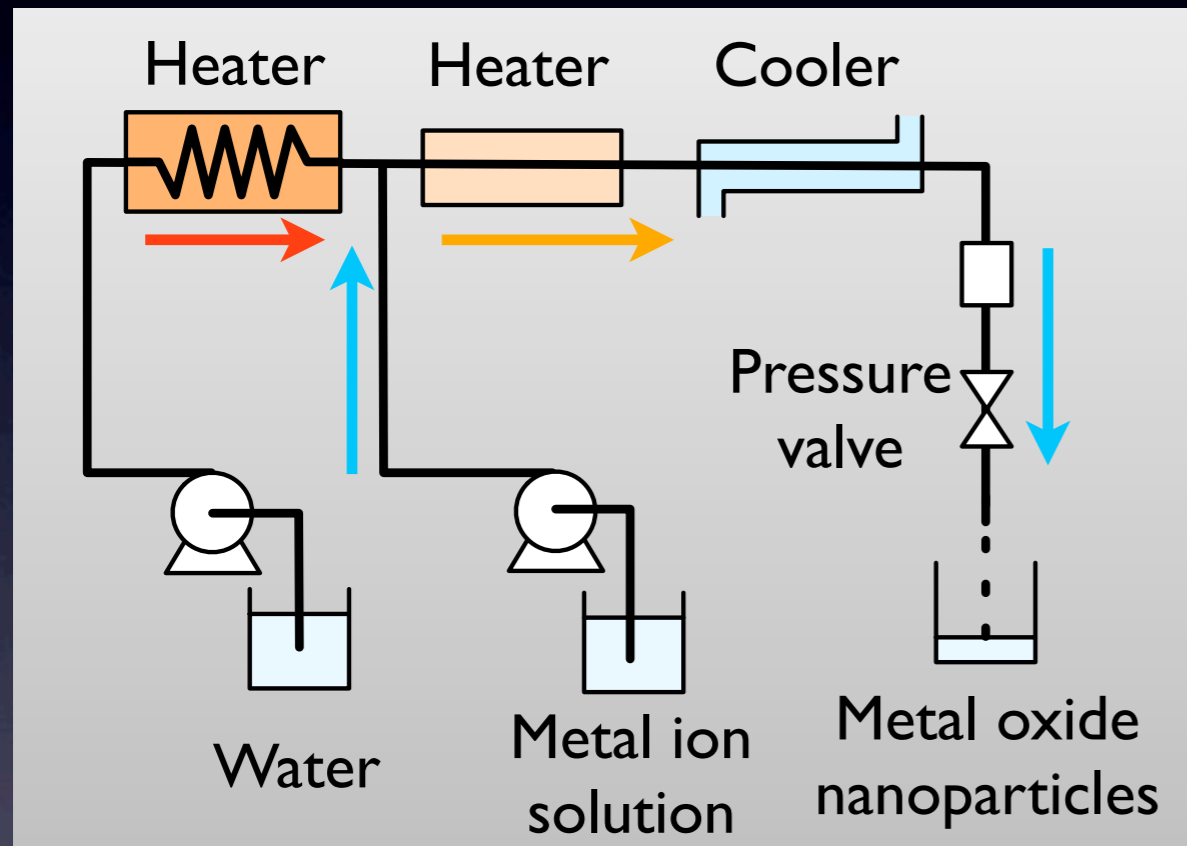 Heater
Heater
Cooler
Pressure
valve
Water
Metal ion
solution
Metal oxide
nanoparticles